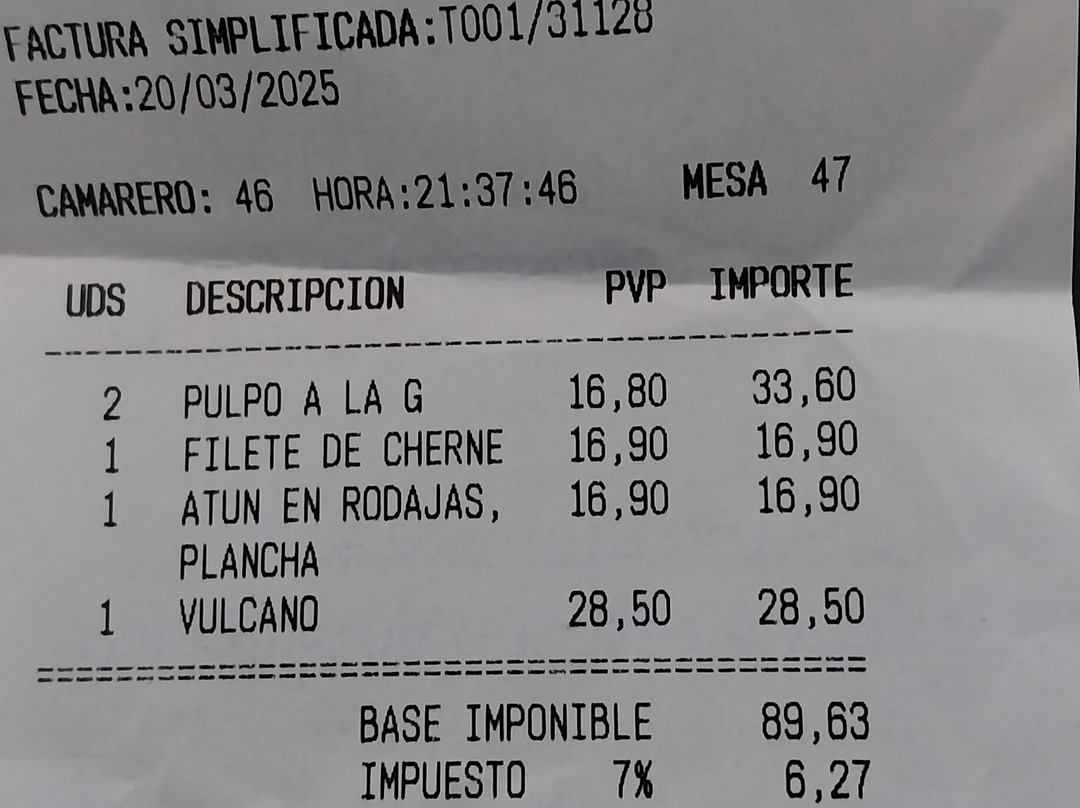 FACTURA SIMPLIFICADA:T001/31128
FECHA:20/03/2025
CAMARERO: 46 HORA:21:37:46 MESA 47
UDS DESCRIPCION PVP IMPORTE
2 PULPO A LA G 16,80 33,60
1 FILETE DE CHERNE 16,90 16,90
1 ATUN EN RODAJAS, 16,90 16,90
PLANCHA
1 VULCANO 28,50 28,50
BASE IMPONIBLE 89,63
IMPUESTO 7% 6,27